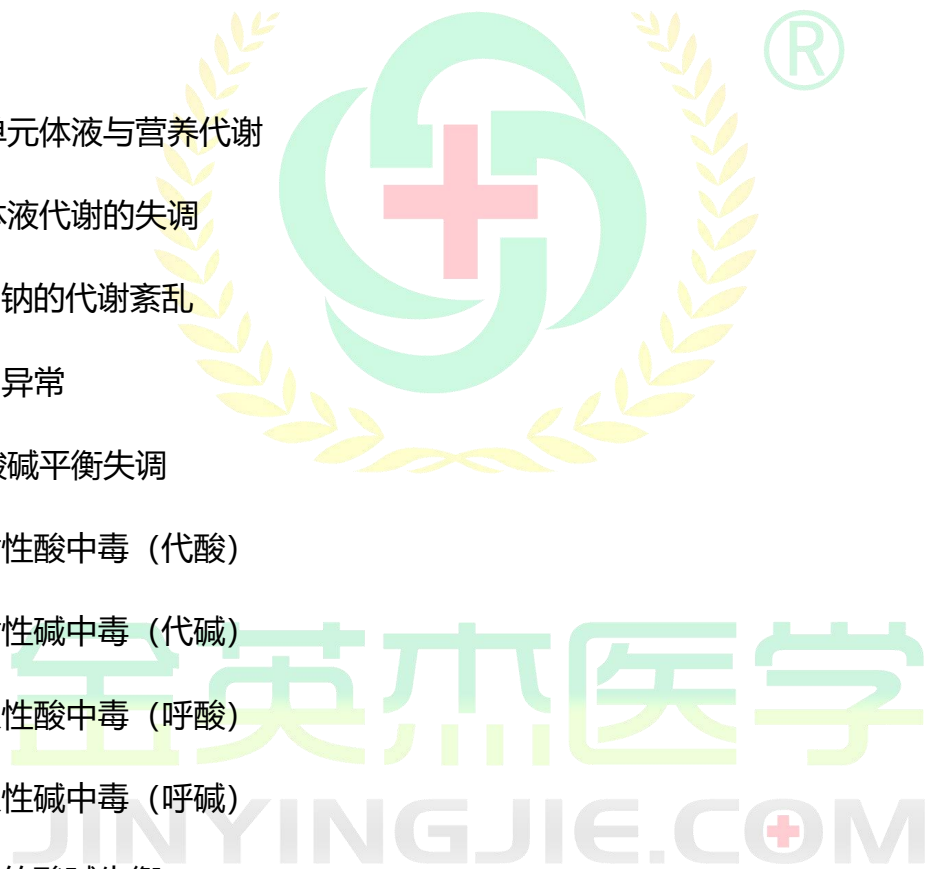 元体液与营养代谢
液代谢的失调
钠的代谢紊乱
异常
碱平衡失调
性酸中毒（代酸）
性碱中毒（代碱）
性酸中毒（呼酸）
性碱中毒（呼碱）
®
金英杰医学
JINYINGJIE.COM